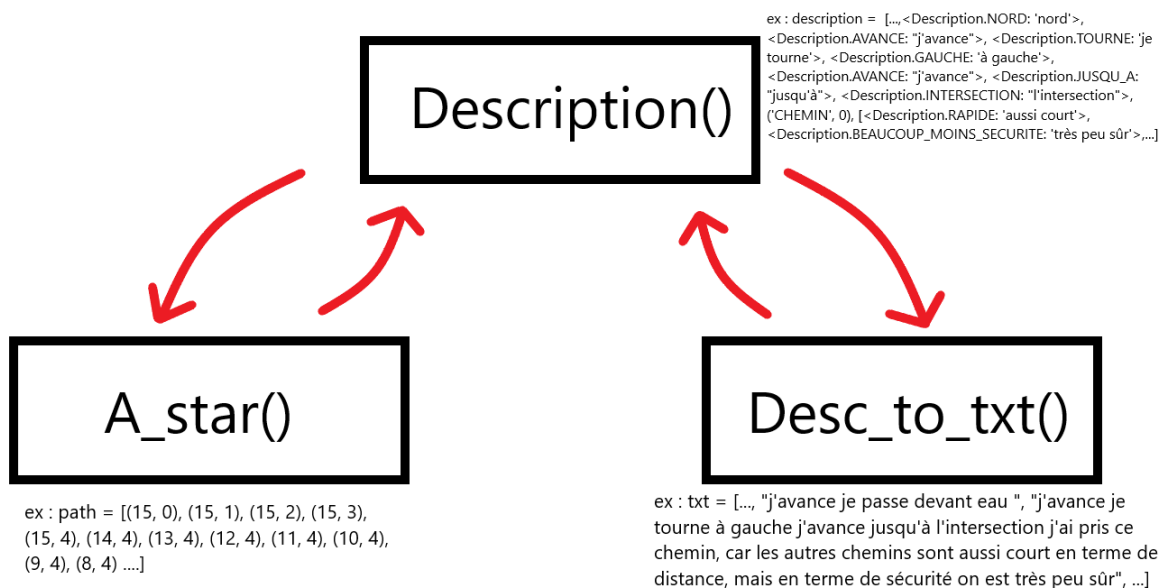 ex : description =  [...,<Description.NORD: 'nord'>,
<Description.AVANCE: "j'avance">, <Description.TOURNE: 'je
tourne'>, <Description.GAUCHE: 'à gauche'>,
<Description.AVANCE: "j'avance">, <Description.JUSQU_A:
"jusqu'à">, <Description.INTERSECTION: "l'intersection">,
('CHEMIN', 0), [<Description.RAPIDE: 'aussi court'>,
<Description.BEAUCOUP_MOINS_SECURITE: 'très peu sûr'>,...]
Description()
A_star()
Desc_to_txt()
ex : path = [(15, 0), (15, 1), (15, 2), (15, 3),
(15, 4), (14, 4), (13, 4), (12, 4), (11, 4), (10, 4),
(9, 4), (8, 4) ....]
ex : txt = [..., "j'avance je passe devant eau ", "j'avance je
tourne à gauche j'avance jusqu'à l'intersection j'ai pris ce
chemin, car les autres chemins sont aussi court en terme de
distance, mais en terme de sécurité on est très peu sûr", ...]